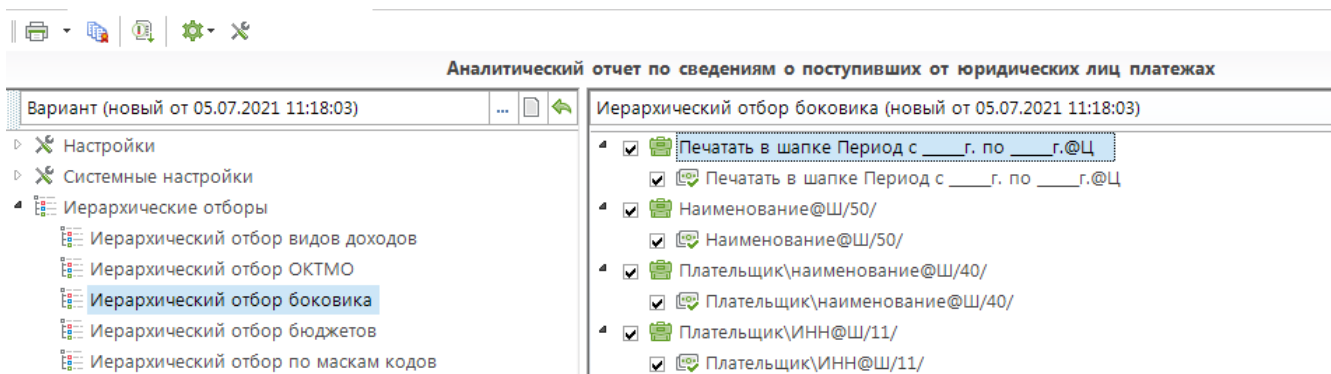 Аналитический отчет по сведениям о поступивших от юридических лиц платежах
Вариант (новый от 05.07.2021 11:18:03)
...
Настройки
Системные настройки
Иерархические отборы
Иерархический отбор видов доходов
Иерархический отбор ОКТМО
Иерархический отбор боковика
Иерархический отбор бюджетов
Иерархический отбор по маскам кодов
Иерархический отбор боковика (новый от 05.07.2021 11:18:03)
Печатать в шапке Период с _____г. по _____г.@Ц
Печатать в шапке Период с _____г. по _____г.@Ц
Наименование@Ш/50/
Наименование@Ш/50/
Плательщик\наименование@Ш/40/
Плательщик\наименование@Ш/40/
Плательщик\ИНН@Ш/11/
Плательщик\ИНН@Ш/11/